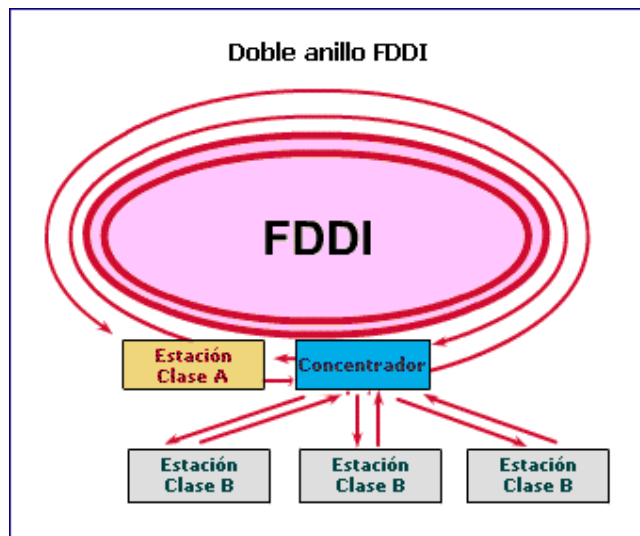 Doble anillo FDDI
FDDI
Estación
Clase A
Concentrador
Estación
Clase B
Estación
Clase B
Estación
Clase B